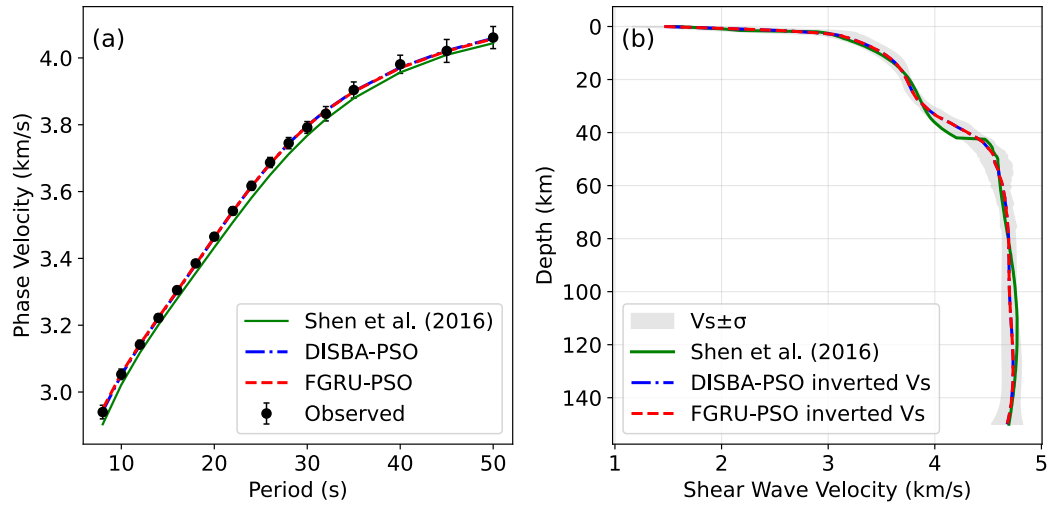 (a)
4.0
3.8
3.6
3.4
3.2
3.0
Phase Velocity (km/s)
10
20
30
40
50
Period (s)
Shen et al. (2016)
DISBA-PSO
FGRU-PSO
Observed
(b)
0
20
40
60
80
100
120
140
Depth (km)
1
2
3
4
5
Shear Wave Velocity (km/s)
Vs±σ
Shen et al. (2016)
DISBA-PSO inverted Vs
FGRU-PSO inverted Vs